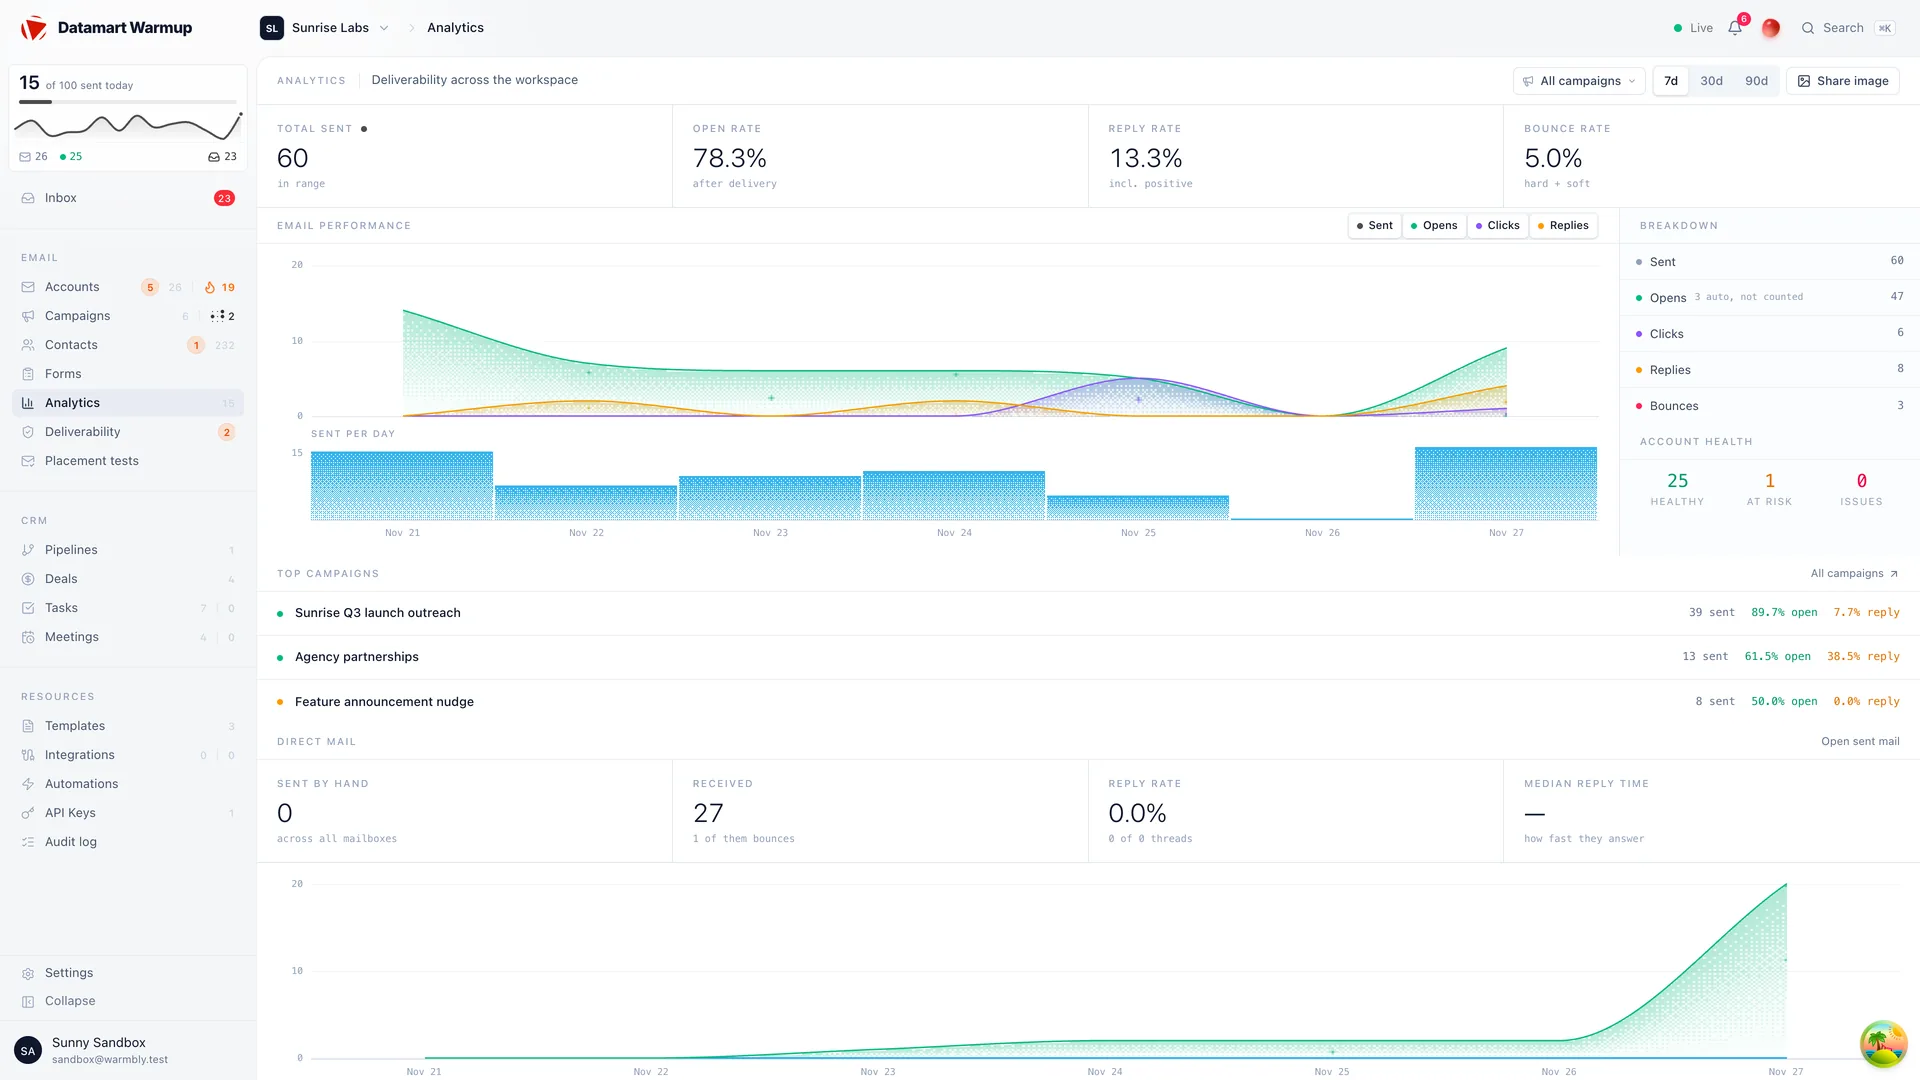 Datamart Warmup
SL Sunrise Labs Analytics
Live 6 Search ⌘K
15 of 100 sent today
26 25 23
Inbox 23
EMAIL
Accounts 5 26 19
Campaigns 6 2
Contacts 1 232
Forms
Analytics 15
Deliverability 2
Placement tests
CRM
Pipelines 1
Deals 4
Tasks 7 0
Meetings 4 0
RESOURCES
Templates 3
Integrations 0 0
Automations
API Keys 1
Audit log
Settings
Collapse
SA Sunny Sandbox
sandbox@warmbly.test
ANALYTICS Deliverability across the workspace
All campaigns 7d 30d 90d Share image
TOTAL SENT
60
in range
OPEN RATE
78.3%
after delivery
REPLY RATE
13.3%
incl. positive
BOUNCE RATE
5.0%
hard + soft
EMAIL PERFORMANCE
Sent Opens Clicks Replies
20
10
0
SENT PER DAY
15
Nov 21 Nov 22 Nov 23 Nov 24 Nov 25 Nov 26 Nov 27
BREAKDOWN
Sent 60
Opens 3 auto, not counted 47
Clicks 6
Replies 8
Bounces 3
ACCOUNT HEALTH
25 1 0
HEALTHY AT RISK ISSUES
TOP CAMPAIGNS All campaigns
Sunrise Q3 launch outreach 39 sent 89.7% open 7.7% reply
Agency partnerships 13 sent 61.5% open 38.5% reply
Feature announcement nudge 8 sent 50.0% open 0.0% reply
DIRECT MAIL Open sent mail
SENT BY HAND
0
across all mailboxes
RECEIVED
27
1 of them bounces
REPLY RATE
0.0%
0 of 0 threads
MEDIAN REPLY TIME
—
how fast they answer
20
10
0
Nov 21 Nov 22 Nov 23 Nov 24 Nov 25 Nov 26 Nov 27